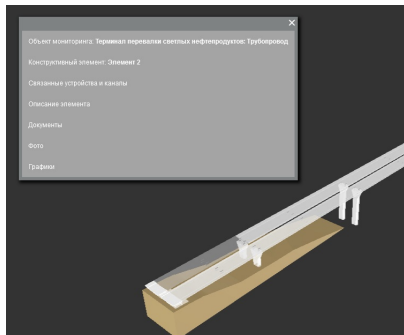 Объект мониторинга: Терминал перевалки светлых нефтепродуктов: Трубопровод
Конструктивный элемент: Элемент 2
Связанные устройства и каналы
Описание элемента
Документы
Фото
Графики